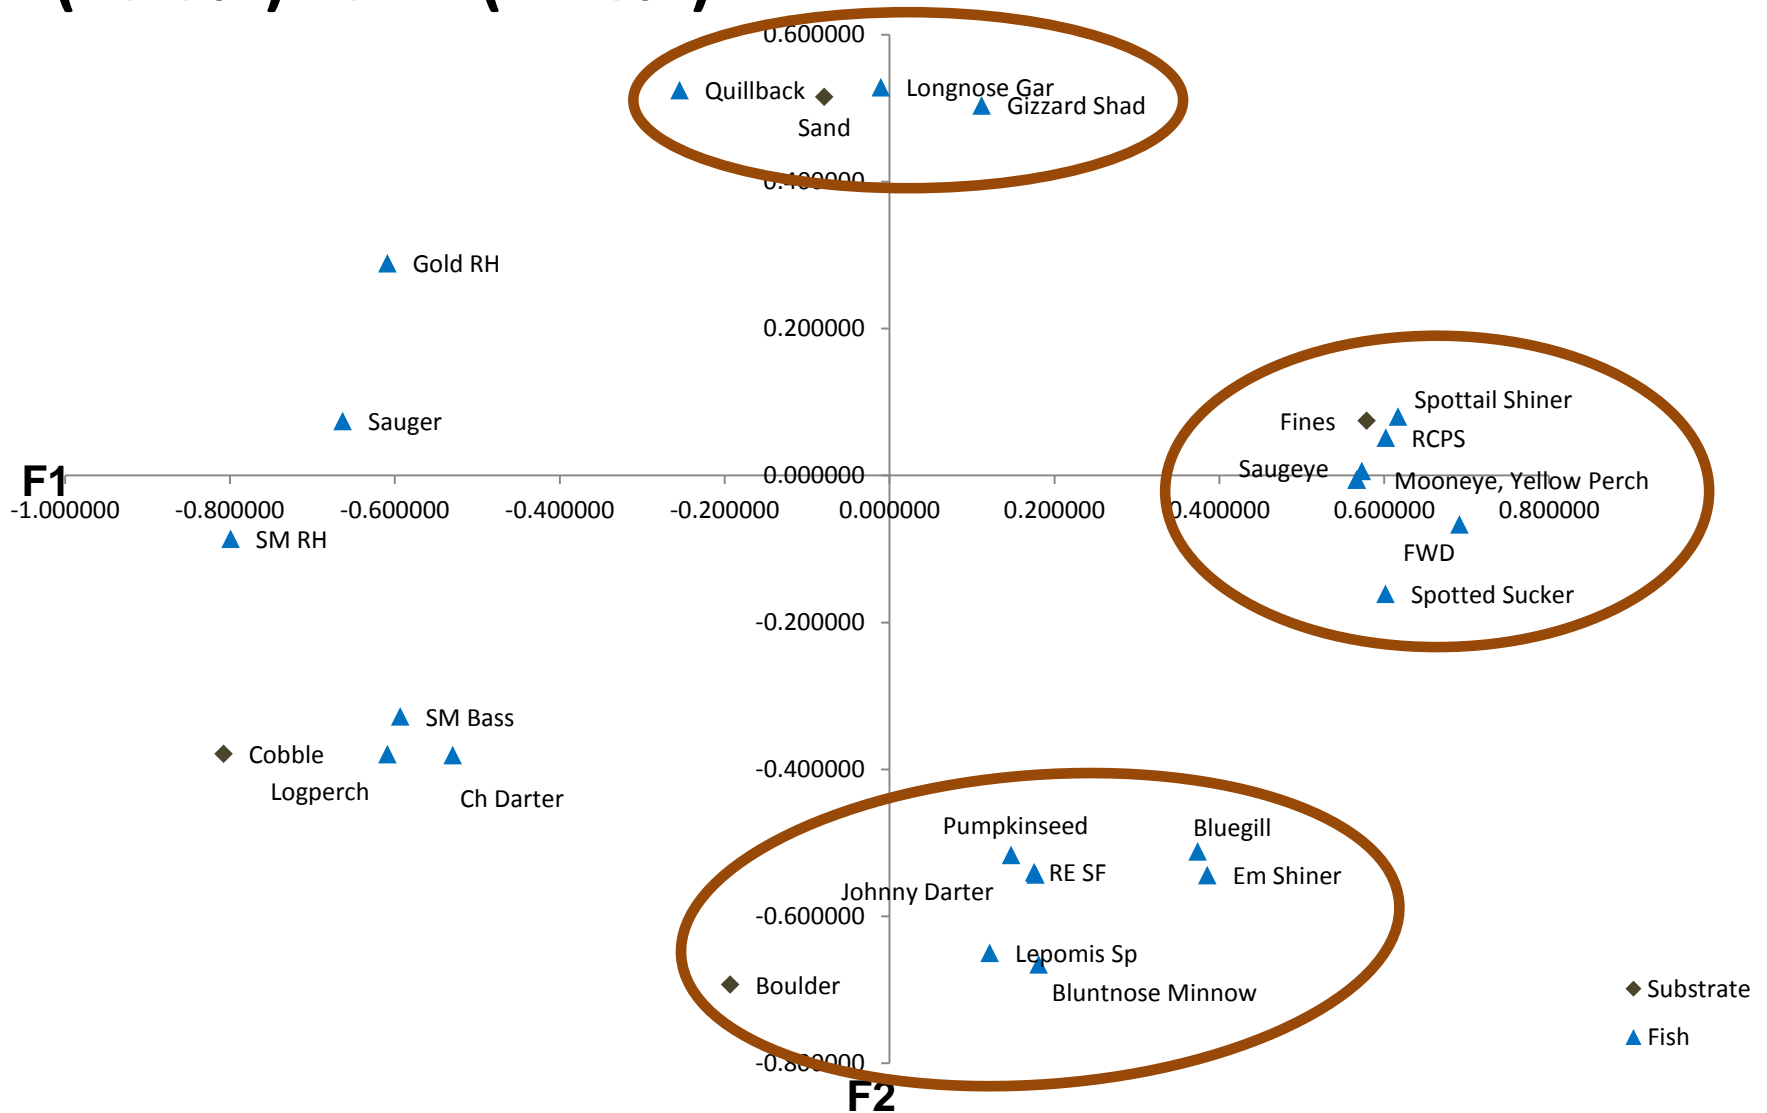 0.600000
Quillback
Longnose Gar
Gizzard Shad
Sand
0.400000
Gold RH
0.200000
Spottail Shiner
Sauger
Fines
RCPS
Saugeye
F1
0.000000
Mooneye, Yellow Perch
-1.000000 -0.800000 -0.600000 -0.400000 -0.200000 0.000000 0.200000 0.400000 0.600000 0.800000
SM RH
FWD
Spotted Sucker
-0.200000
SM Bass
Cobble
-0.400000
Logperch
Ch Darter
Pumpkinseed
Bluegill
RE SF
Em Shiner
Johnny Darter
-0.600000
Lepomis Sp
Boulder
Bluntnose Minnow
Substrate
Fish
-0.800000
F2